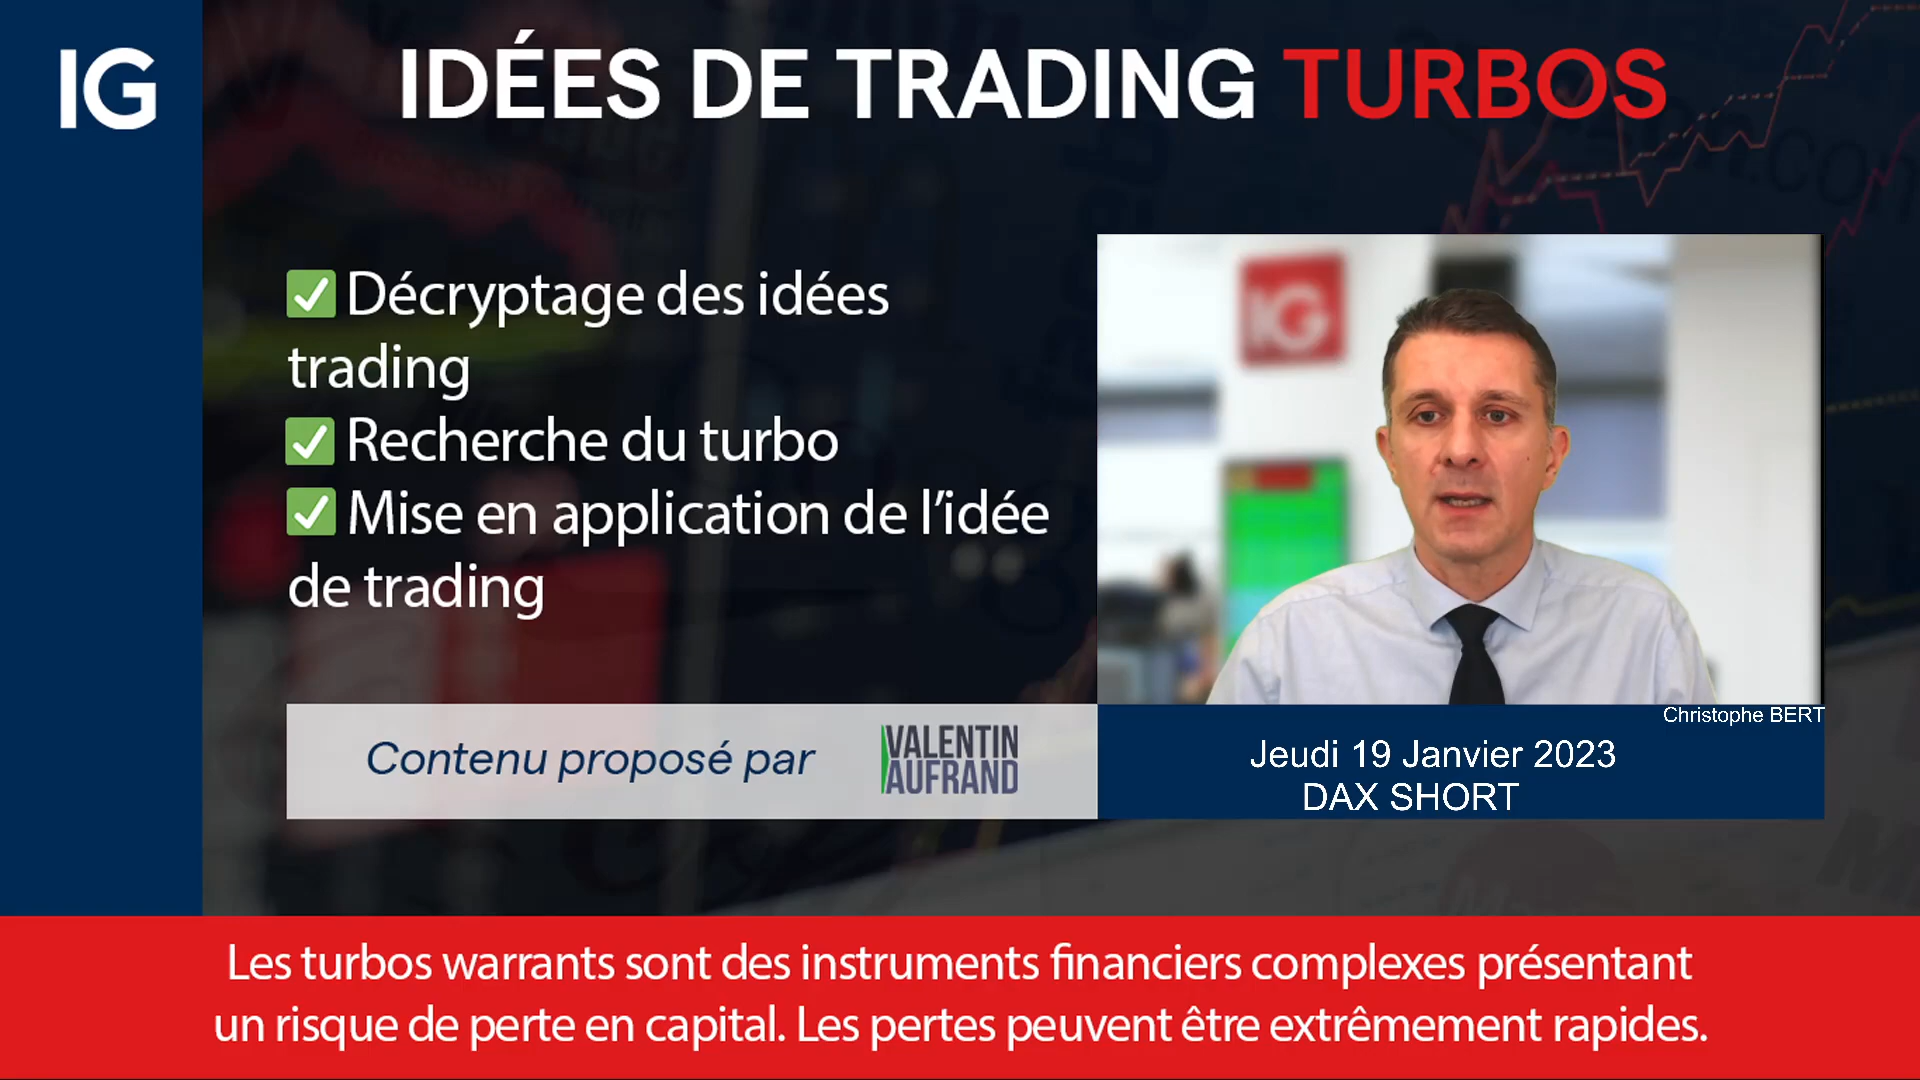 IG
IDÉES DE TRADING TURBOS
✅ Décryptage des idées
trading
✅ Recherche du turbo
✅ Mise en application de l’idée
de trading
IG
Contenu proposé par
VALENTIN
AUFRAND
Christophe BERT
Jeudi 19 Janvier 2023
DAX SHORT
Les turbos warrants sont des instruments financiers complexes présentant
un risque de perte en capital. Les pertes peuvent être extrêmement rapides.